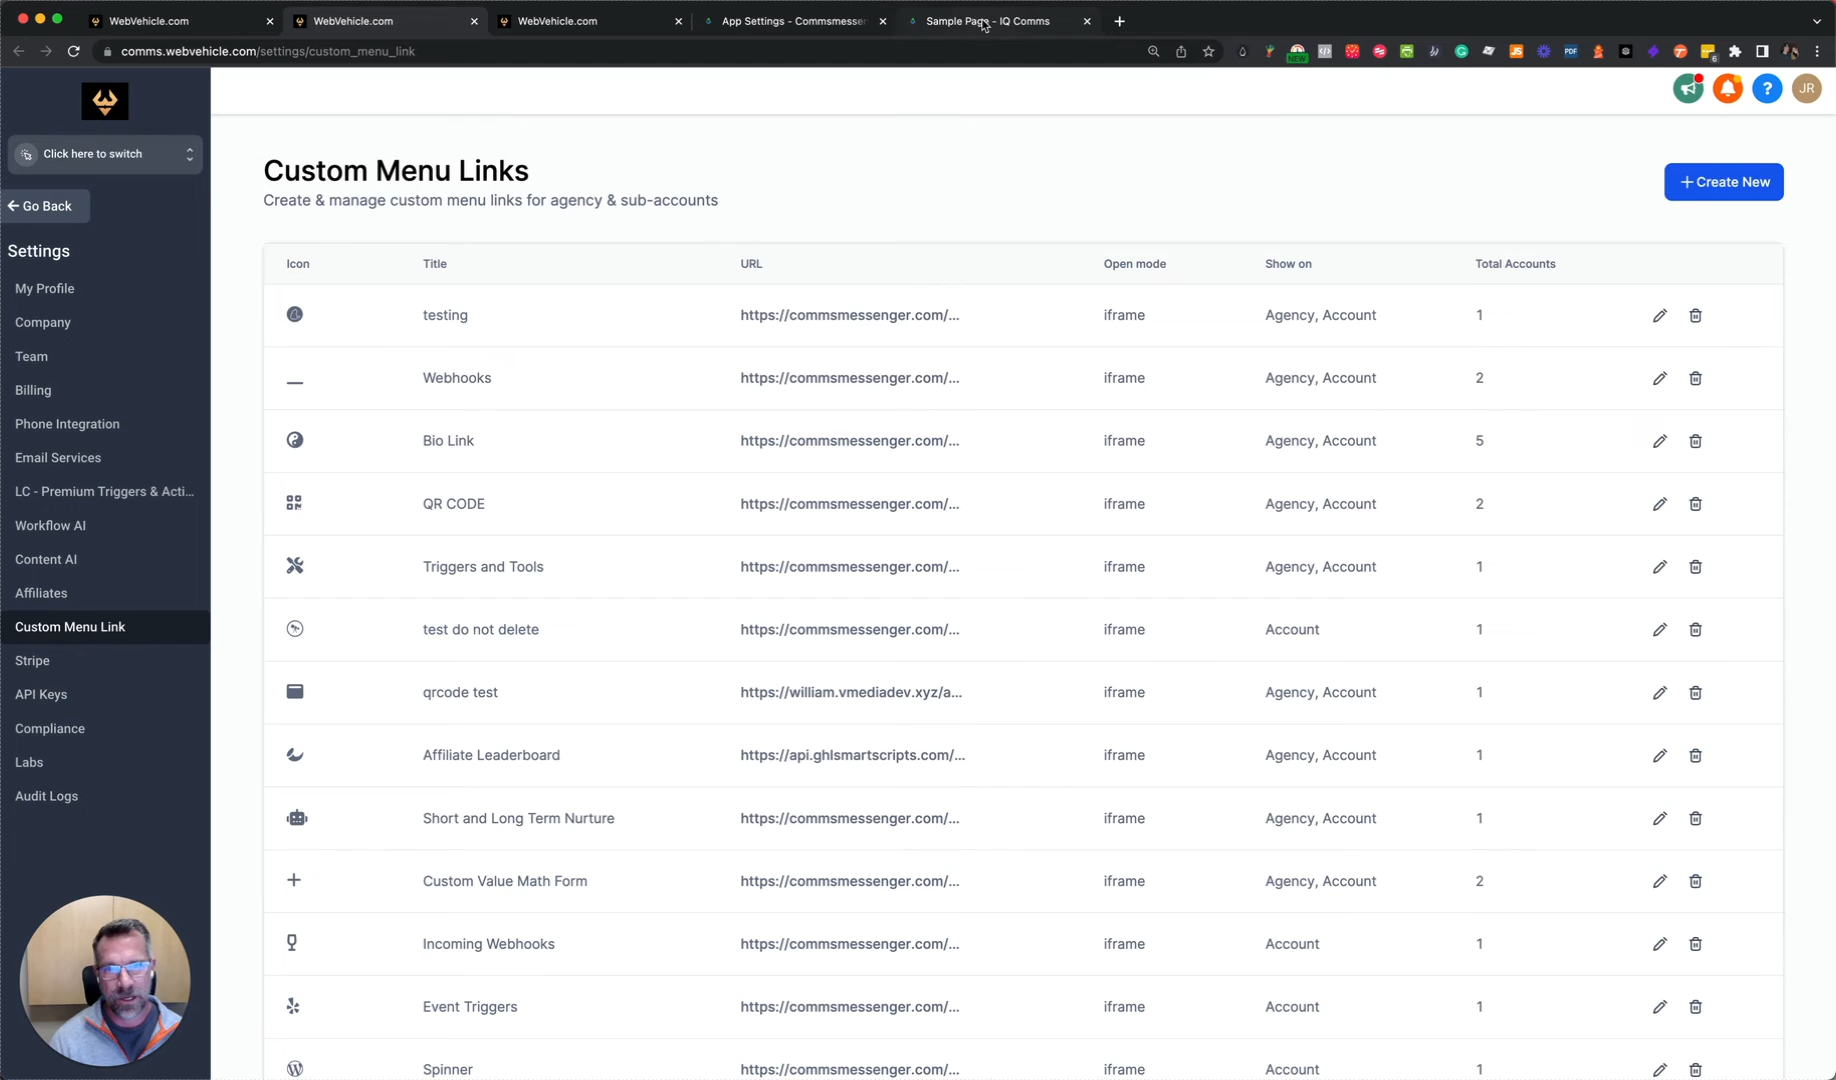 WebVehicle.com
WebVehicle.com
WebVehicle.com
App Settings - Commsmessen
Sample Page - IQ Comms
comms.webvehicle.com/settings/custom_menu_link
NEW
JS
PDF
6
Click here to switch
Go Back
Settings
My Profile
Company
Team
Billing
Phone Integration
Email Services
LC - Premium Triggers & Acti...
Workflow AI
Content AI
Affiliates
Custom Menu Link
Stripe
API Keys
Compliance
Labs
Audit Logs
?
JR
Custom Menu Links
Create & manage custom menu links for agency & sub-accounts
+ Create New
Icon Title URL Open mode Show on Total Accounts
testing https://commsmessenger.com/... iframe Agency, Account 1
Webhooks https://commsmessenger.com/... iframe Agency, Account 2
Bio Link https://commsmessenger.com/... iframe Agency, Account 5
QR CODE https://commsmessenger.com/... iframe Agency, Account 2
Triggers and Tools https://commsmessenger.com/... iframe Agency, Account 1
test do not delete https://commsmessenger.com/... iframe Account 1
qrcode test https://william.vmediadev.xyz/a... iframe Agency, Account 1
Affiliate Leaderboard https://api.ghlsmartscripts.com/... iframe Agency, Account 1
Short and Long Term Nurture https://commsmessenger.com/... iframe Agency, Account 1
Custom Value Math Form https://commsmessenger.com/... iframe Agency, Account 2
Incoming Webhooks https://commsmessenger.com/... iframe Account 1
Event Triggers https://commsmessenger.com/... iframe Account 1
Spinner https://commsmessenger.com/... iframe Account 1